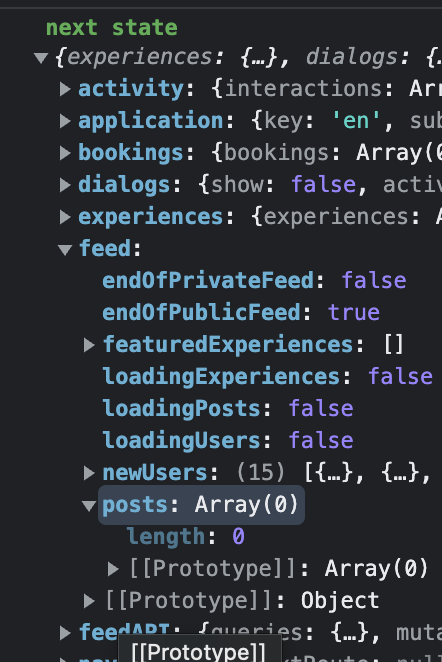 next state
{experiences: {…}, dialogs: {…
activity: {interactions: Arr
application: {key: 'en', sub
bookings: {bookings: Array(0
dialogs: {show: false, activ
experiences: {experiences: A
feed:
endOfPrivateFeed: false
endOfPublicFeed: true
featuredExperiences: []
loadingExperiences: false
loadingPosts: false
loadingUsers: false
newUsers: (15) [{…}, {…},
posts: Array(0)
length: 0
[[Prototype]]: Array(0)
[[Prototype]]: Object
feedAPI: {queries: {…}, muta
[[Prototype]]